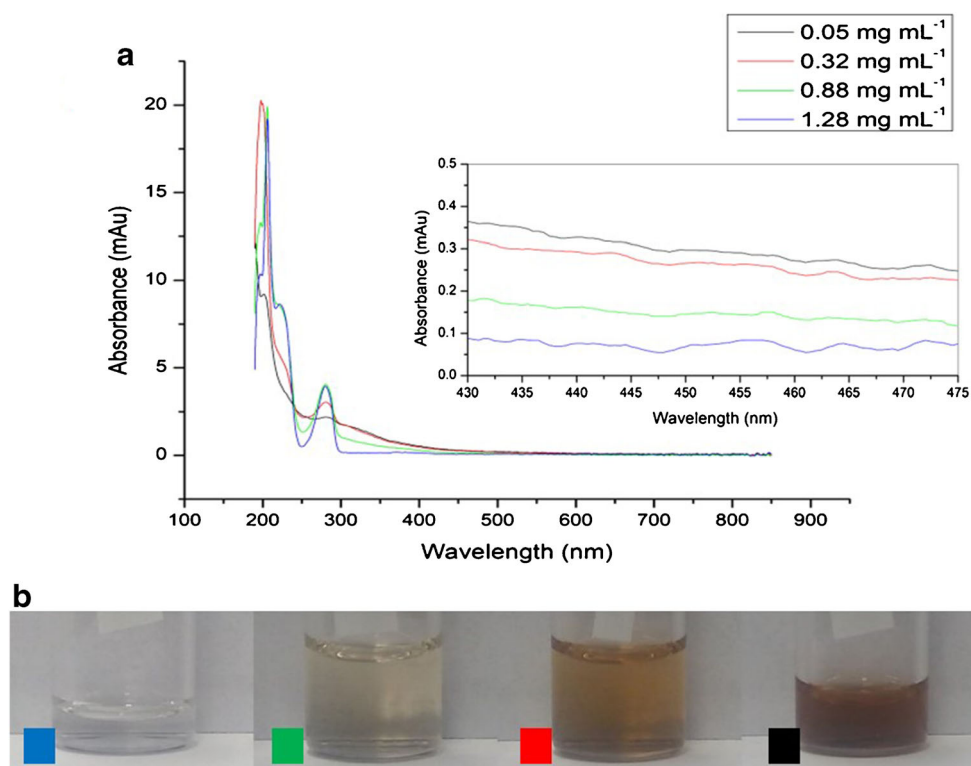 0.05 mg mL⁻¹
0.32 mg mL⁻¹
0.88 mg mL⁻¹
1.28 mg mL⁻¹
a
20
15
10
5
0
Absorbance (mAu)
100 200 300 400 500 600 700 800 900
Wavelength (nm)
0.5
0.4
0.3
0.2
0.1
0.0
Absorbance (mAu)
430 435 440 445 450 455 460 465 470 475
Wavelength (nm)
b